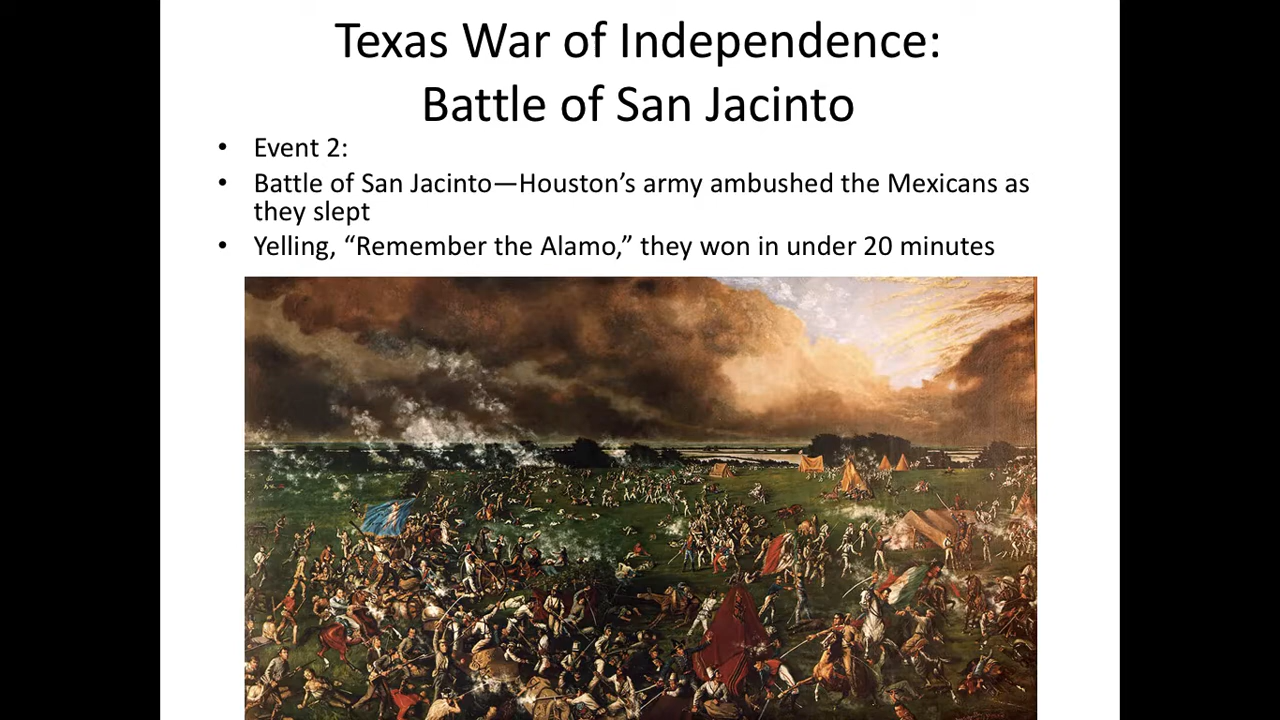 Texas War of Independence:
Battle of San Jacinto
• Event 2:
• Battle of San Jacinto—Houston’s army ambushed the Mexicans as
they slept
• Yelling, “Remember the Alamo,” they won in under 20 minutes